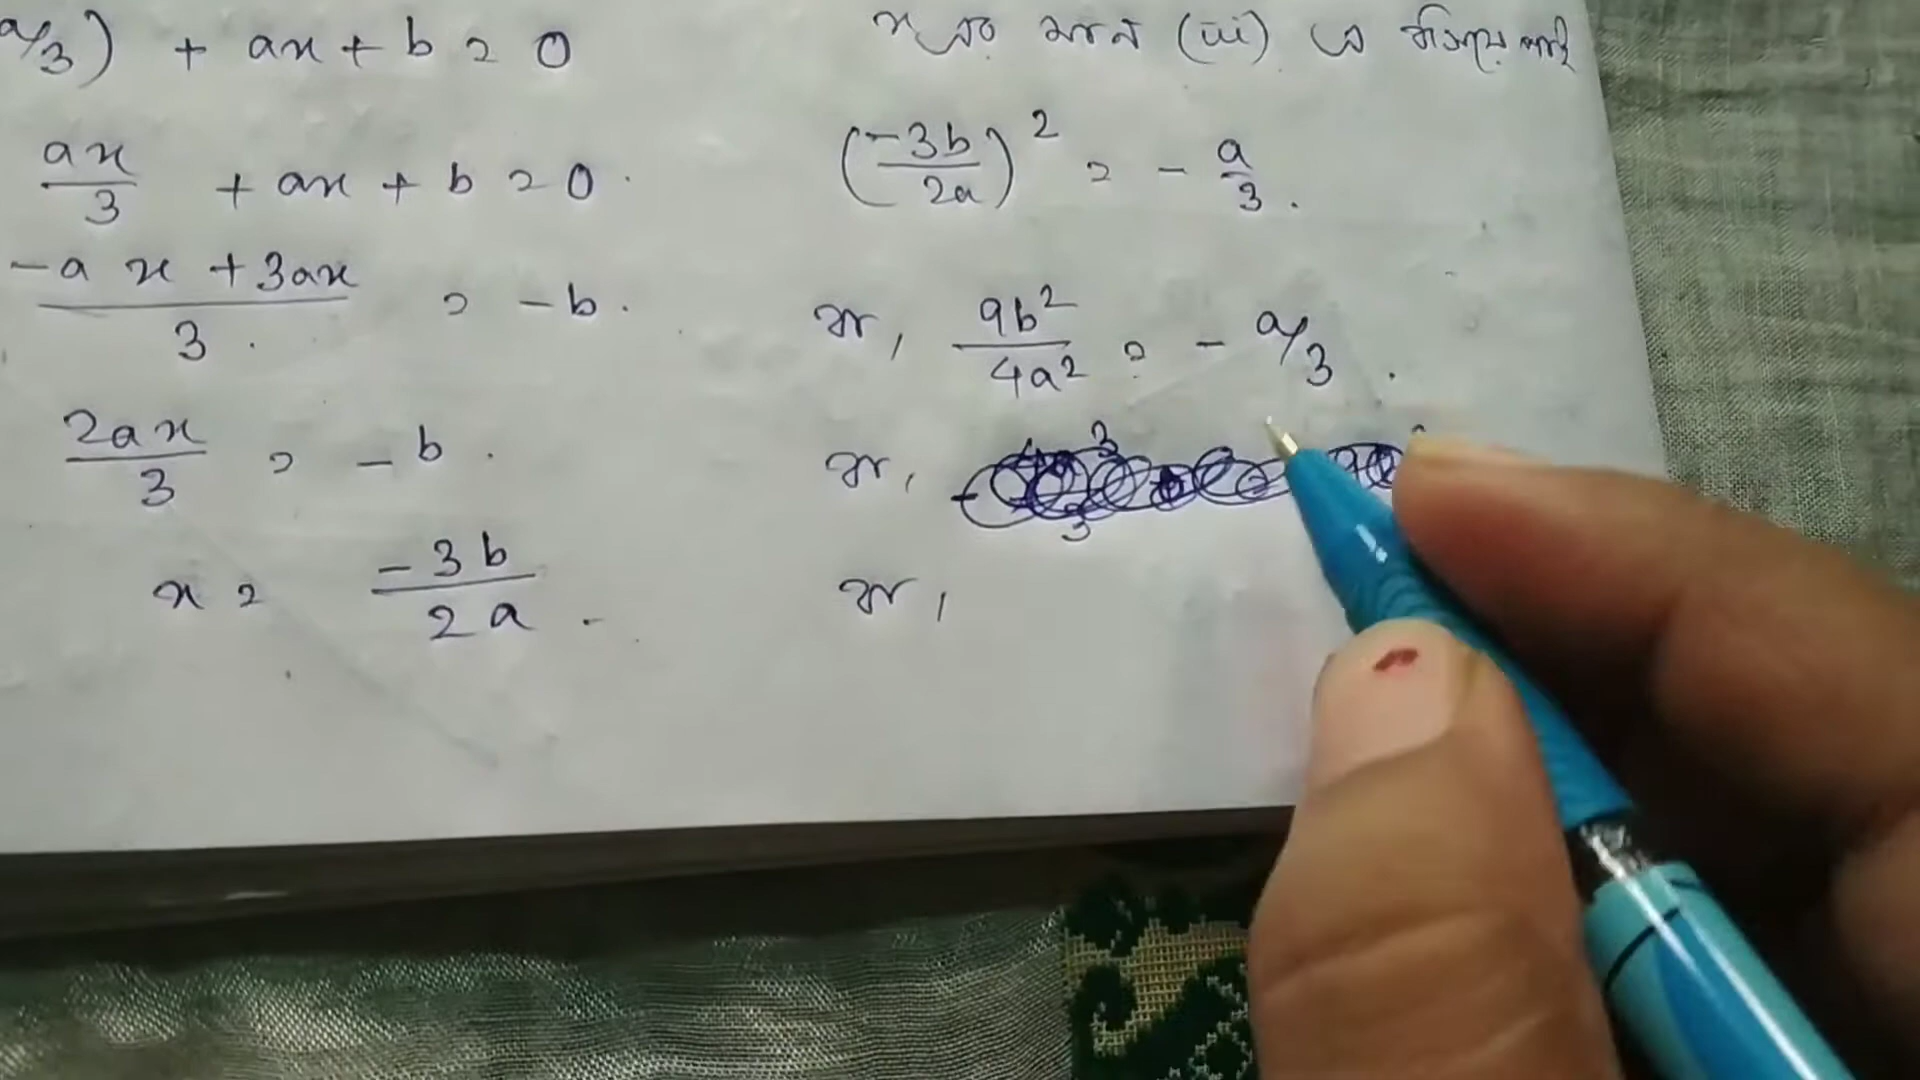 a/3) + ax + b = 0
ax/3 + ax + b = 0.
-ax + 3ax / 3 = -b.
2ax/3 = -b.
x = -3b/2a.
x এর মান (iii) এ বসিয়ে পাই
(-3b/2a)² = - a/3.
বা, 9b²/4a² = - a/3.
বা,
বা,